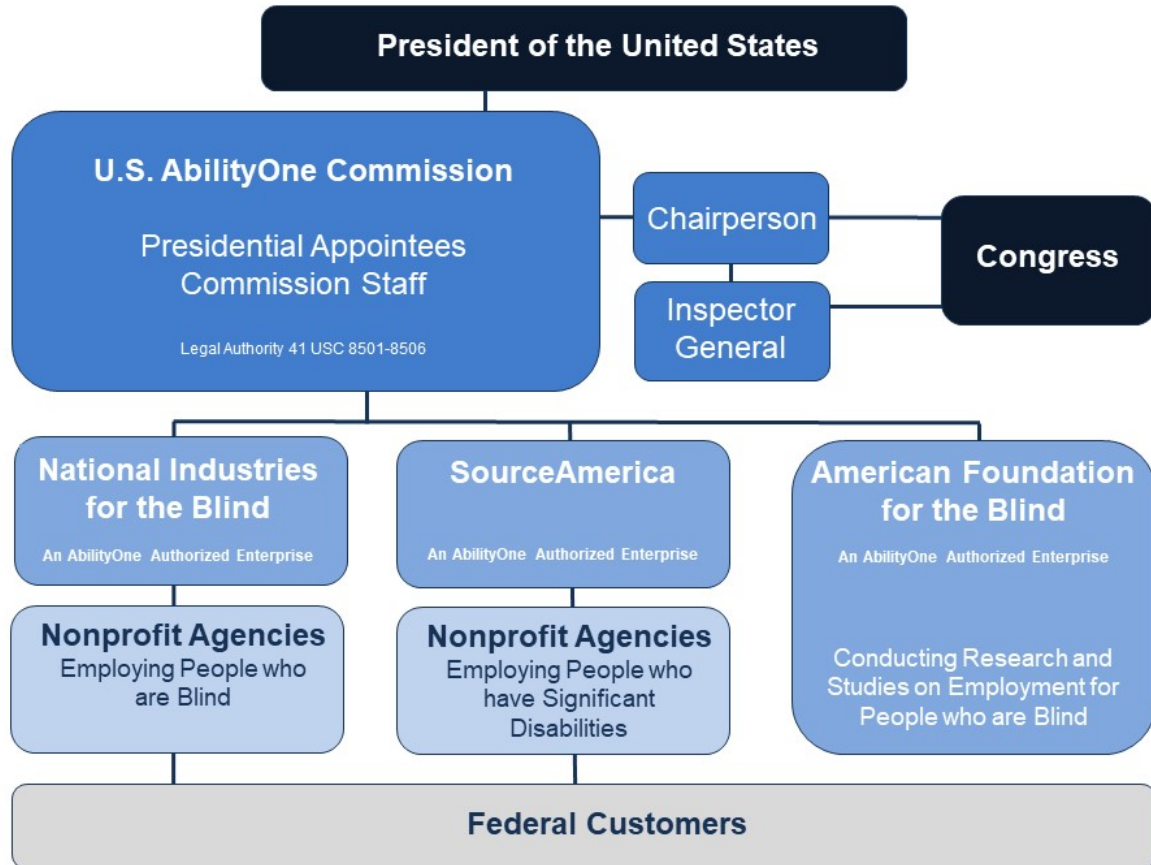 President of the United States
U.S. AbilityOne Commission
Presidential Appointees
Commission Staff
Legal Authority 41 USC 8501-8506
Chairperson
Inspector
General
Congress
National Industries
for the Blind
An AbilityOne Authorized Enterprise
SourceAmerica
An AbilityOne Authorized Enterprise
American Foundation
for the Blind
An AbilityOne Authorized Enterprise
Conducting Research and
Studies on Employment for
People who are Blind
Nonprofit Agencies
Employing People who
are Blind
Nonprofit Agencies
Employing People who
have Significant
Disabilities
Federal Customers